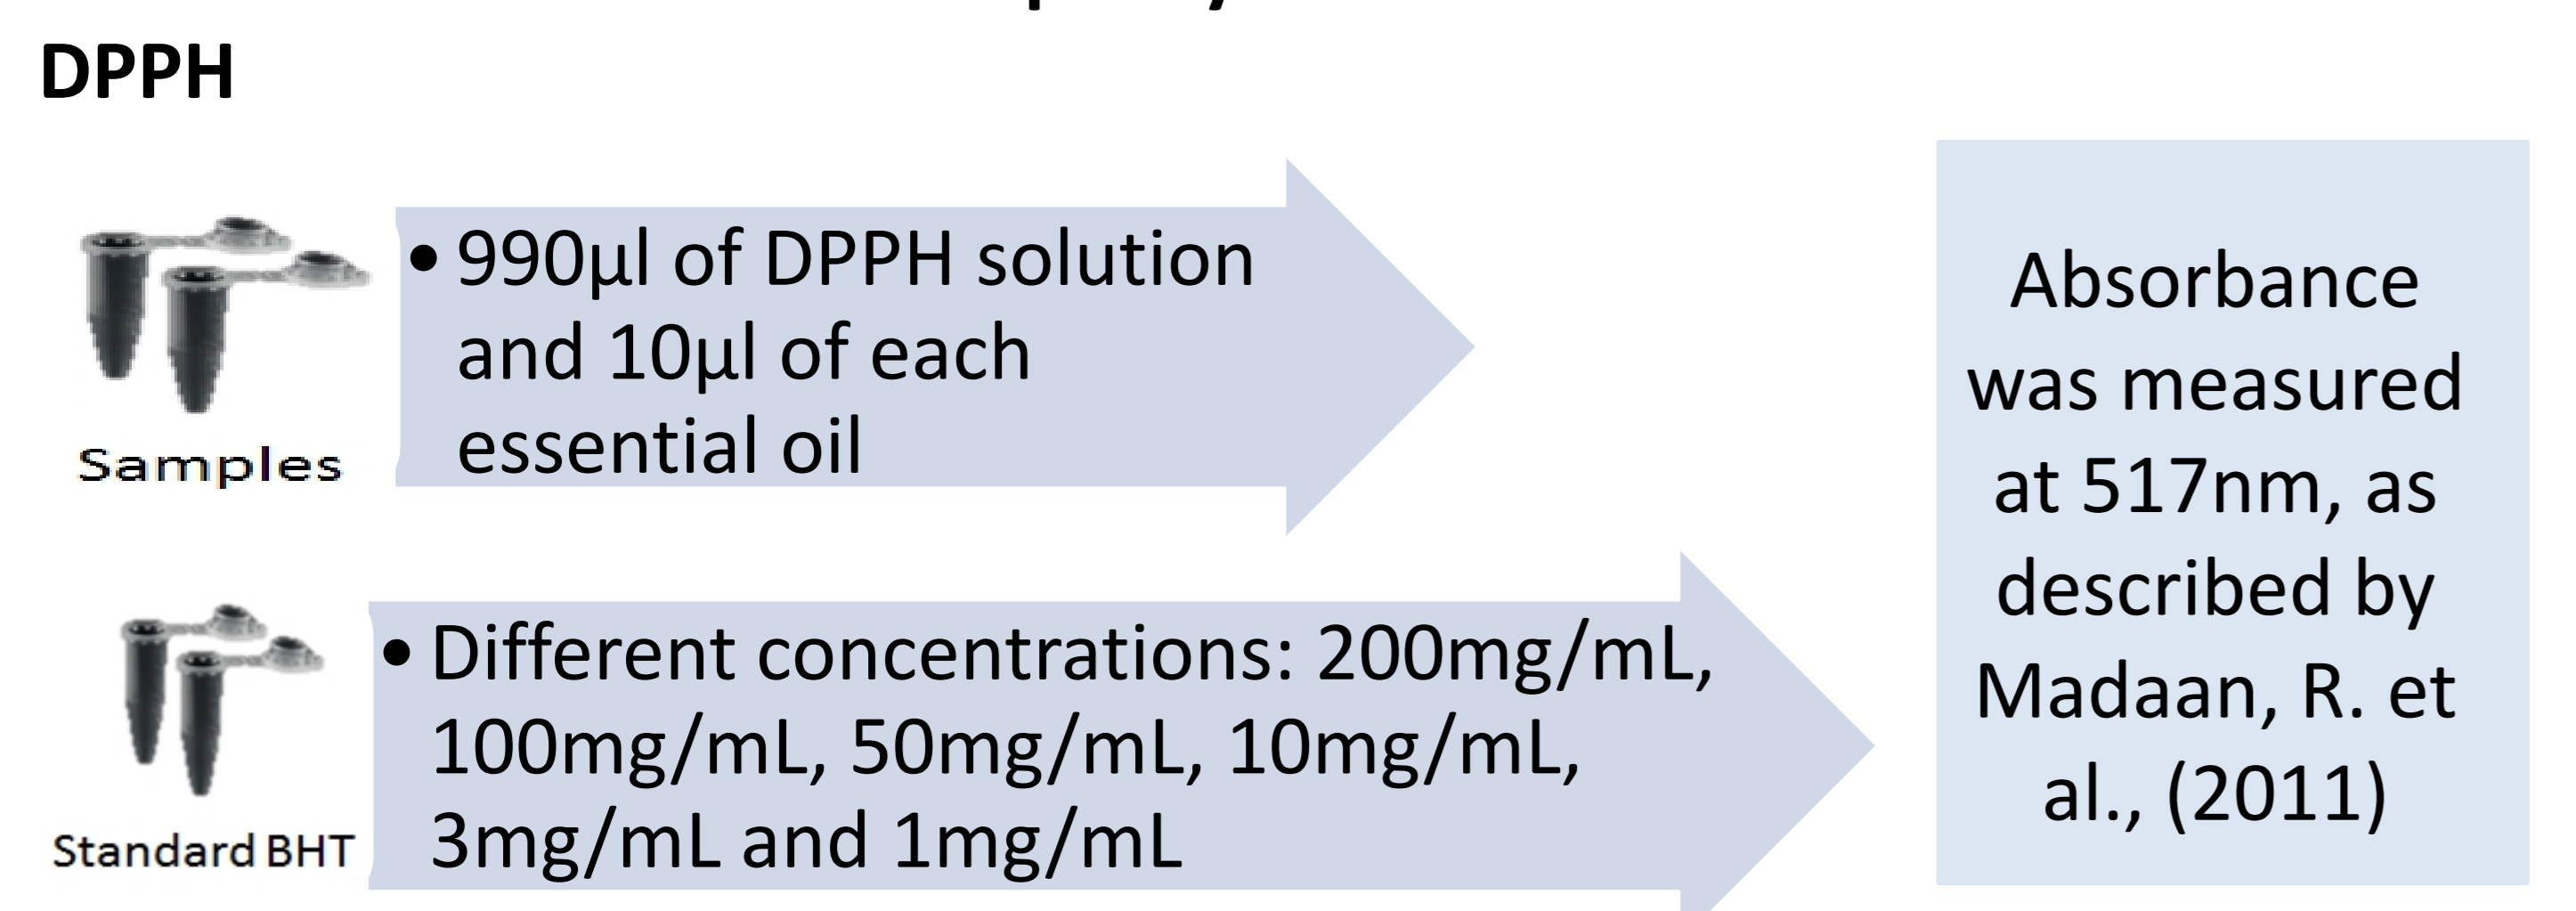 DPPH
• 990µl of DPPH solution
and 10µl of each
essential oil
Samples
• Different concentrations: 200mg/mL,
100mg/mL, 50mg/mL, 10mg/mL,
3mg/mL and 1mg/mL
Standard BHT
Absorbance
was measured
at 517nm, as
described by
Madaan, R. et
al., (2011)